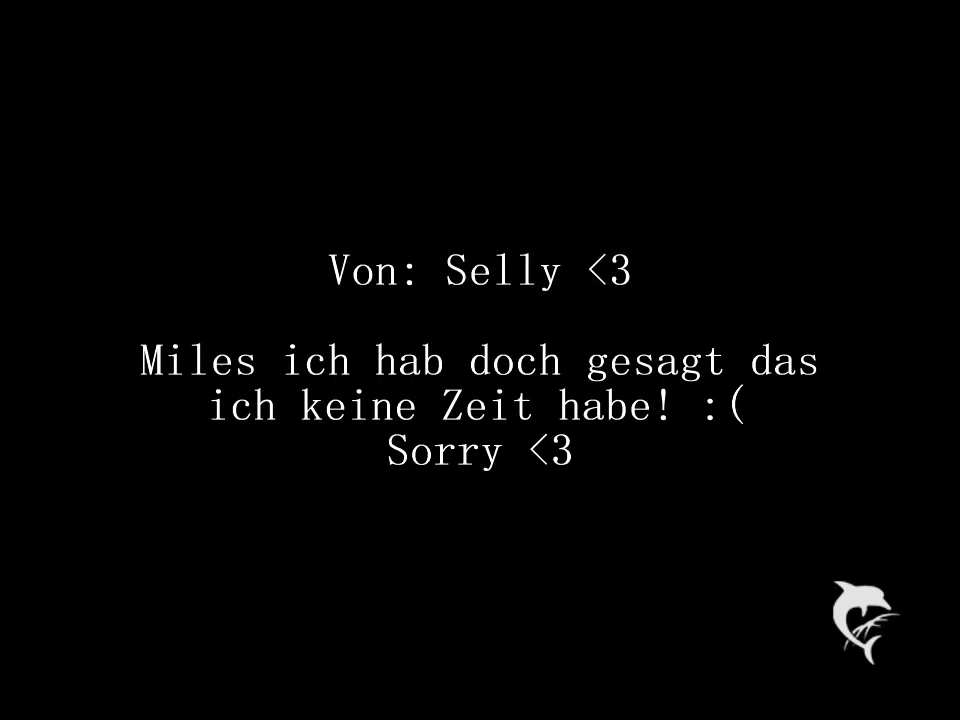 Von: Selly <3
Miles ich hab doch gesagt das
ich keine Zeit habe! :(
Sorry <3